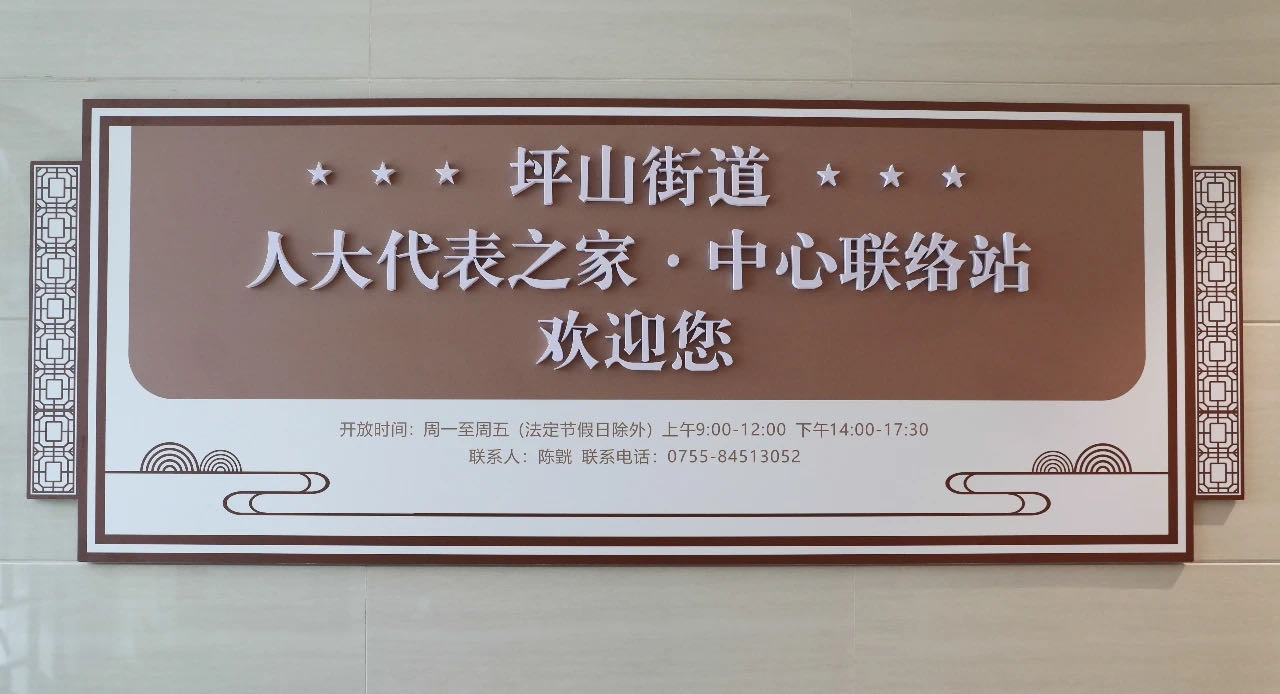 坪山街道
人大代表之家·中心联络站
欢迎您
开放时间：周一至周五（法定节假日除外）上午9:00-12:00 下午14:00-17:30
联系人：陈 联系电话：0755-84513052